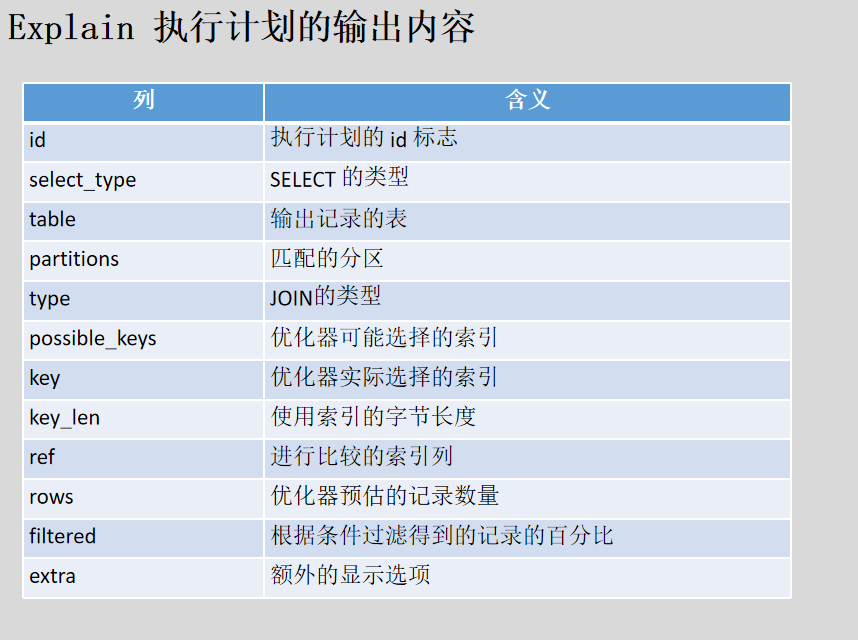 Explain 执行计划的输出内容
列 含义
id 执行计划的 id 标志
select_type SELECT 的类型
table 输出记录的表
partitions 匹配的分区
type JOIN的类型
possible_keys 优化器可能选择的索引
key 优化器实际选择的索引
key_len 使用索引的字节长度
ref 进行比较的索引列
rows 优化器预估的记录数量
filtered 根据条件过滤得到的记录的百分比
extra 额外的显示选项